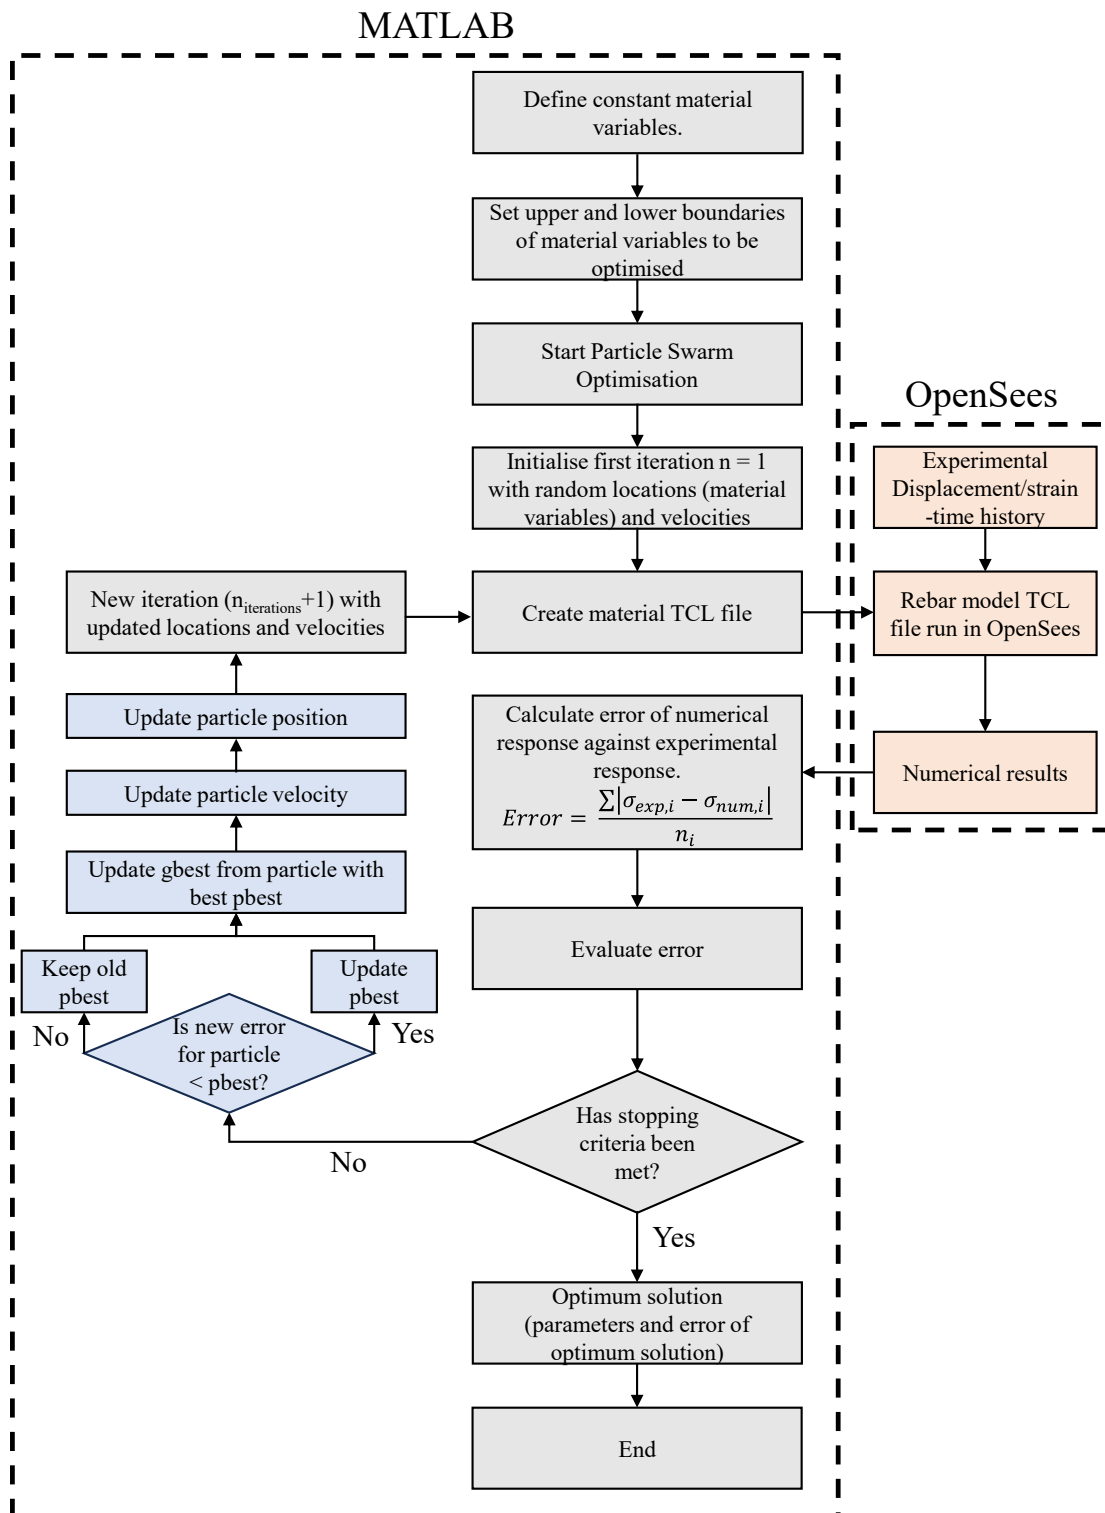 MATLAB
Define constant material
variables.
Set upper and lower boundaries
of material variables to be
optimised
Start Particle Swarm
Optimisation
OpenSees
Initialise first iteration n = 1
with random locations (material
variables) and velocities
Experimental
Displacement/strain
-time history
New iteration (n_iterations+1) with
updated locations and velocities
Create material TCL file
Rebar model TCL
file run in OpenSees
Update particle position
Calculate error of numerical
response against experimental
response.
Error = ∑|σ_exp,i − σ_num,i| / n_i
Numerical results
Update particle velocity
Update gbest from particle with
best pbest
Evaluate error
Keep old
pbest
Update
pbest
No
Yes
Is new error
for particle
< pbest?
Has stopping
criteria been
met?
No
Yes
Optimum solution
(parameters and error of
optimum solution)
End